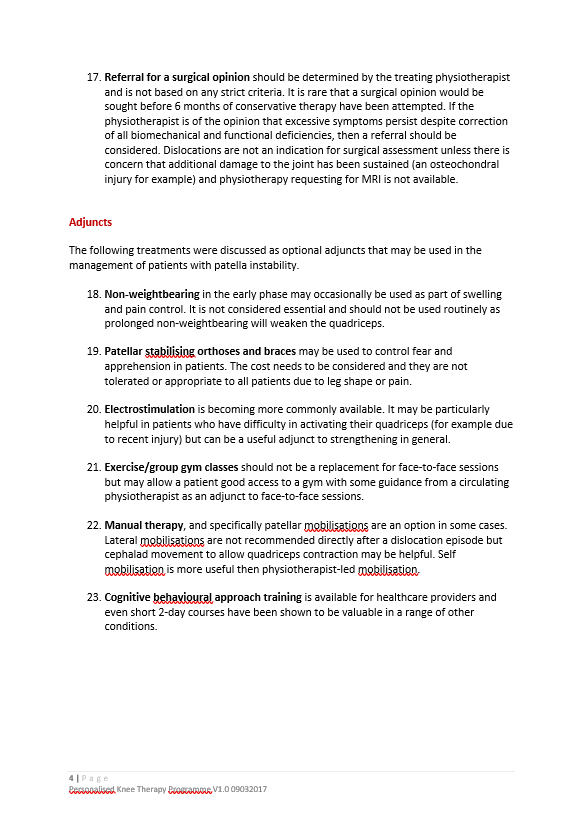 17. Referral for a surgical opinion should be determined by the treating physiotherapist
and is not based on any strict criteria. It is rare that a surgical opinion would be
sought before 6 months of conservative therapy have been attempted. If the
physiotherapist is of the opinion that excessive symptoms persist despite correction
of all biomechanical and functional deficiencies, then a referral should be
considered. Dislocations are not an indication for surgical assessment unless there is
concern that additional damage to the joint has been sustained (an osteochondral
injury for example) and physiotherapy requesting for MRI is not available.
Adjuncts
The following treatments were discussed as optional adjuncts that may be used in the
management of patients with patella instability.
18. Non-weightbearing in the early phase may occasionally be used as part of swelling
and pain control. It is not considered essential and should not be used routinely as
prolonged non-weightbearing will weaken the quadriceps.
19. Patellar stabilising orthoses and braces may be used to control fear and
apprehension in patients. The cost needs to be considered and they are not
tolerated or appropriate to all patients due to leg shape or pain.
20. Electrostimulation is becoming more commonly available. It may be particularly
helpful in patients who have difficulty in activating their quadriceps (for example due
to recent injury) but can be a useful adjunct to strengthening in general.
21. Exercise/group gym classes should not be a replacement for face-to-face sessions
but may allow a patient good access to a gym with some guidance from a circulating
physiotherapist as an adjunct to face-to-face sessions.
22. Manual therapy, and specifically patellar mobilisations are an option in some cases.
Lateral mobilisations are not recommended directly after a dislocation episode but
cephalad movement to allow quadriceps contraction may be helpful. Self
mobilisation is more useful then physiotherapist-led mobilisation.
23. Cognitive behavioural approach training is available for healthcare providers and
even short 2-day courses have been shown to be valuable in a range of other
conditions.
4 | Page
Personalised Knee Therapy Programme V1.0 09032017